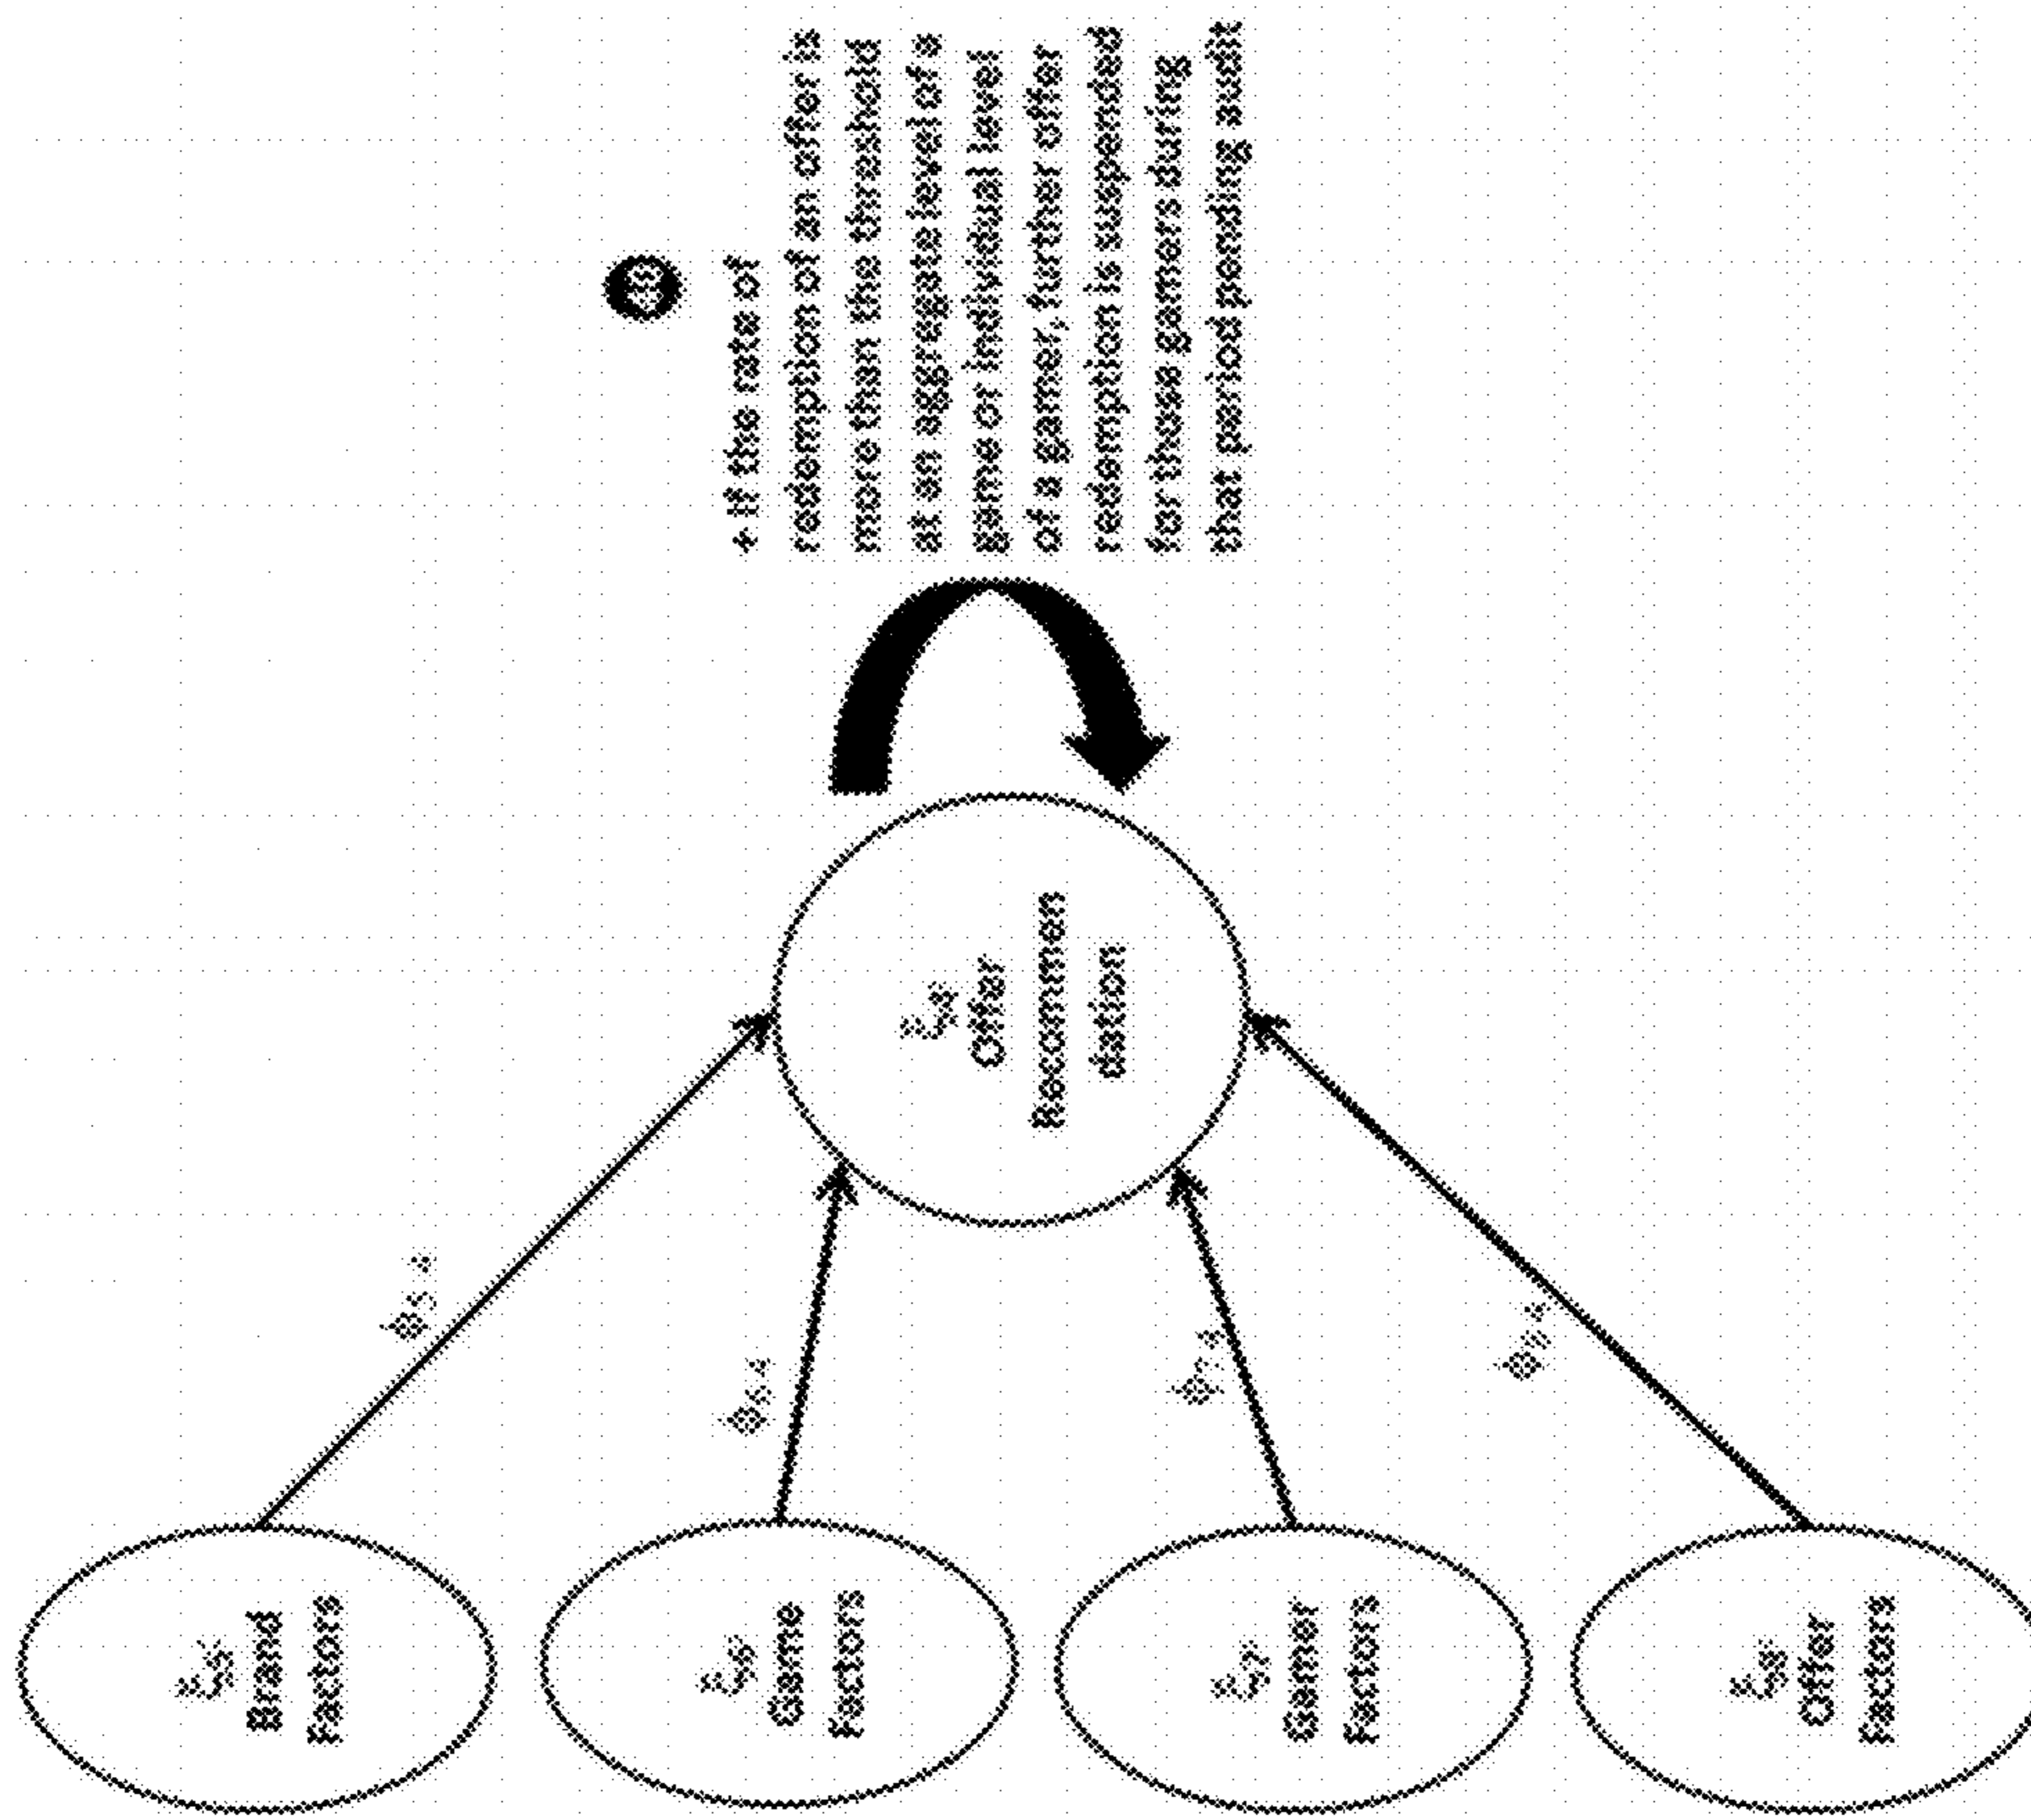 Brand
Factors
Game
Factors
Gamer
Factors
Offer
Factors
Offer
Recommen
dation
+ If the rate of
redemption of an offer is
more than the threshold
at an aggregate level of a
game or individual level
of a gamer, further offer
redemption is suspended
for those gamers during
that period pending audit